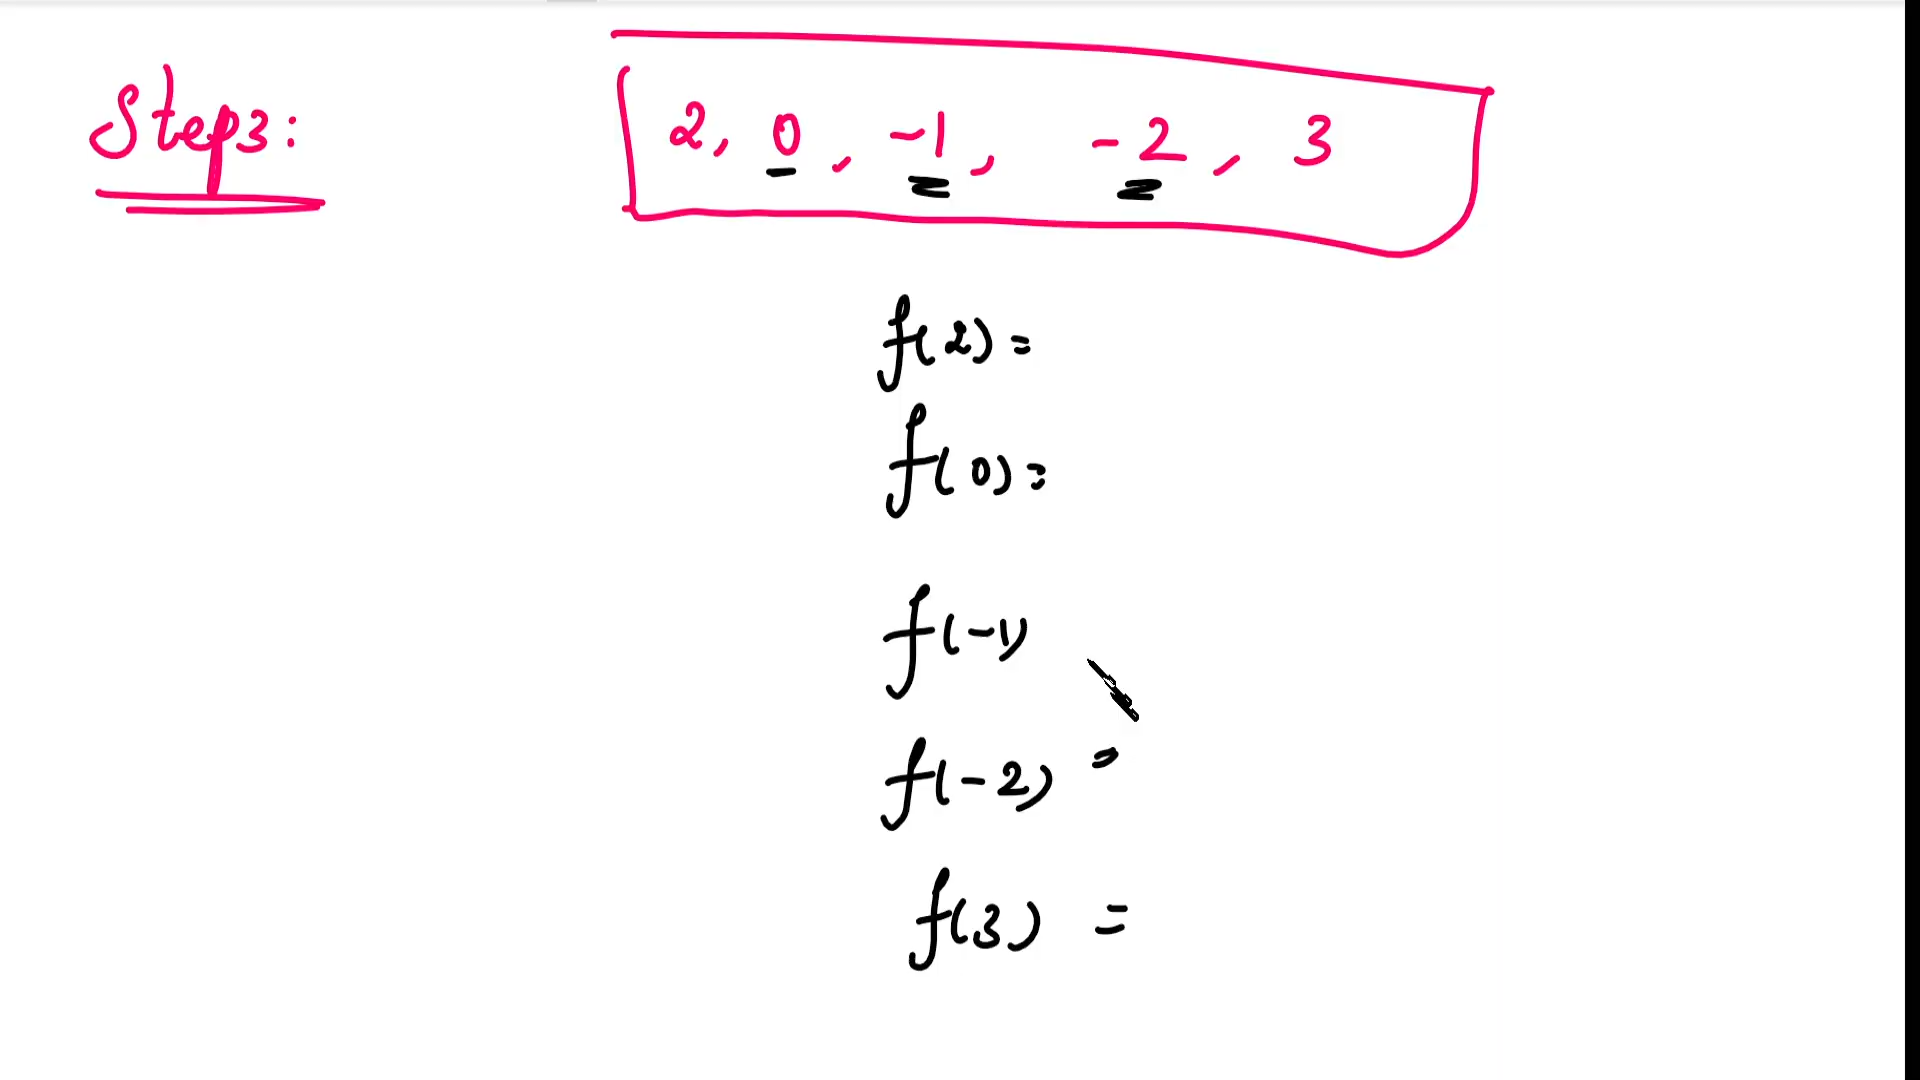 Step3:
2, 0, -1, -2, 3
f(2)=
f(0)=
f(-1)
f(-2) =
f(3) =